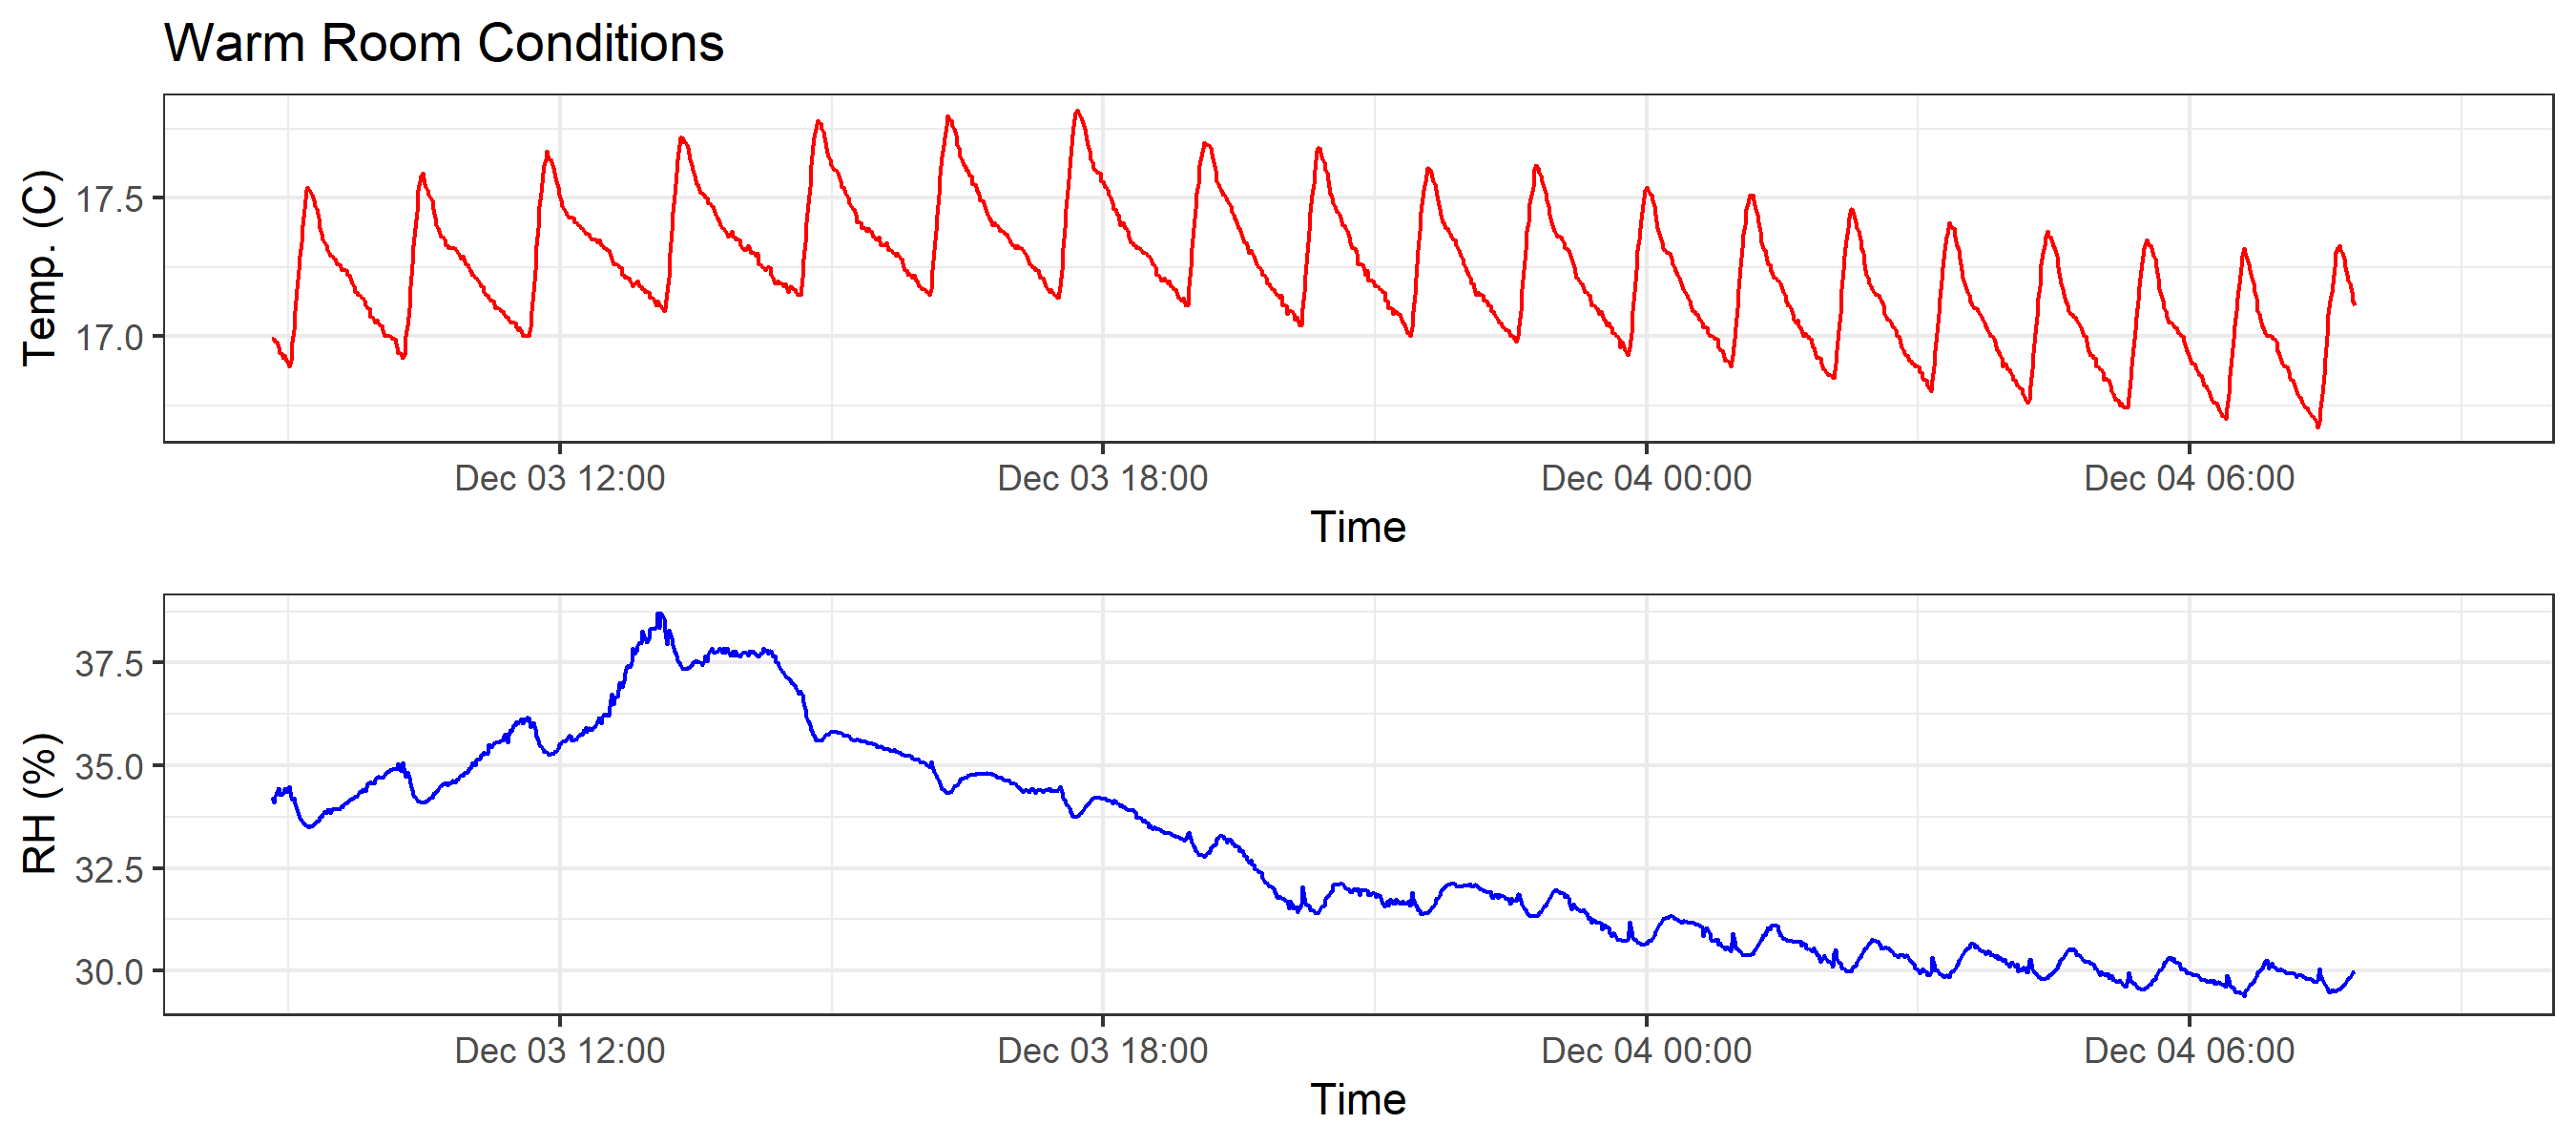 Warm Room Conditions
Temp. (C)
17.5
17.0
Dec 03 12:00 Dec 03 18:00 Dec 04 00:00 Dec 04 06:00
Time
RH (%)
37.5
35.0
32.5
30.0
Dec 03 12:00 Dec 03 18:00 Dec 04 00:00 Dec 04 06:00
Time